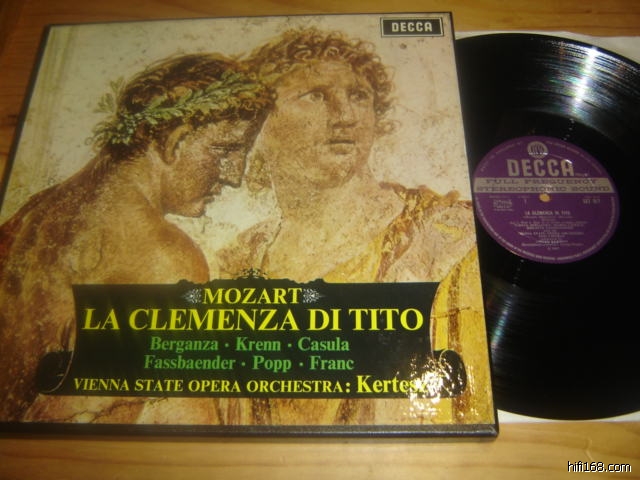 DECCA
MOZART
LA CLEMENZA DI TITO
Berganza · Krenn · Casula
Fassbaender · Popp · Franc
VIENNA STATE OPERA ORCHESTRA: Kertesz
DECCA
FULL FREQUENCY
STEREOPHONIC SOUND
LA CLEMENZA DI TITO
hifi168.com